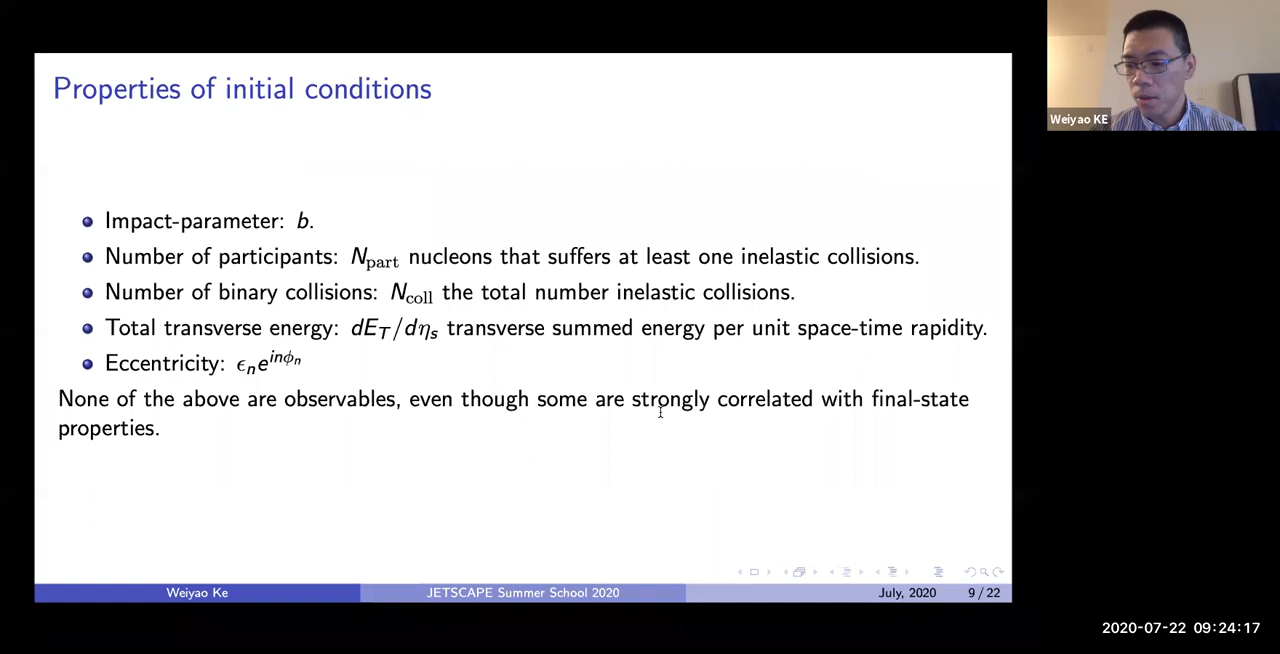 Properties of initial conditions
Weiyao KE
Impact-parameter: b.
Number of participants: N_part nucleons that suffers at least one inelastic collisions.
Number of binary collisions: N_coll the total number inelastic collisions.
Total transverse energy: dE_T/dη_s transverse summed energy per unit space-time rapidity.
Eccentricity: ϵ_n e^{inϕ_n}
None of the above are observables, even though some are strongly correlated with final-state
properties.
Weiyao Ke JETSCAPE Summer School 2020 July, 2020 9 / 22
2020-07-22 09:24:17